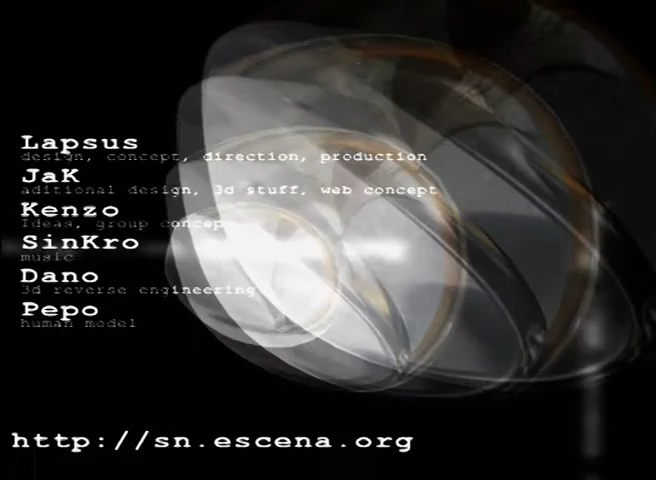 Lapsus
design, concept, direction, production
JaK
aditional design, 3d stuff, web concept
Kenzo
Ideas, group concept
SinKro
music
Dano
3d reverse engineering
Pepo
human model
http://sn.escena.org